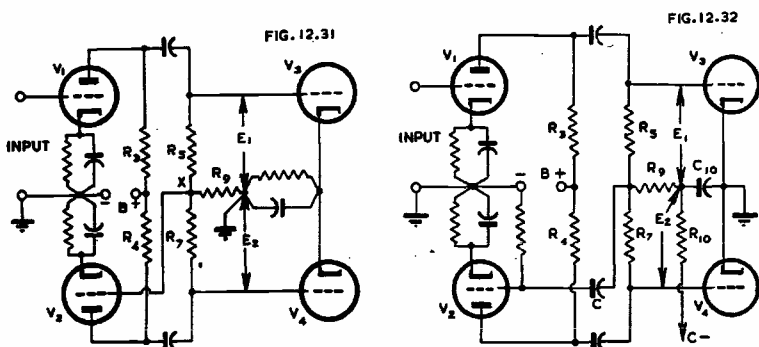 FIG.12.31
V1
V3
INPUT
R3
R5
E1
X
R9
B+
-
R4
R7
E2
V2
V4
FIG.12.32
V1
V3
INPUT
R3
R5
E1
R9
C10
-
B+
R4
R7
E2
R10
C
V2
V4
C-